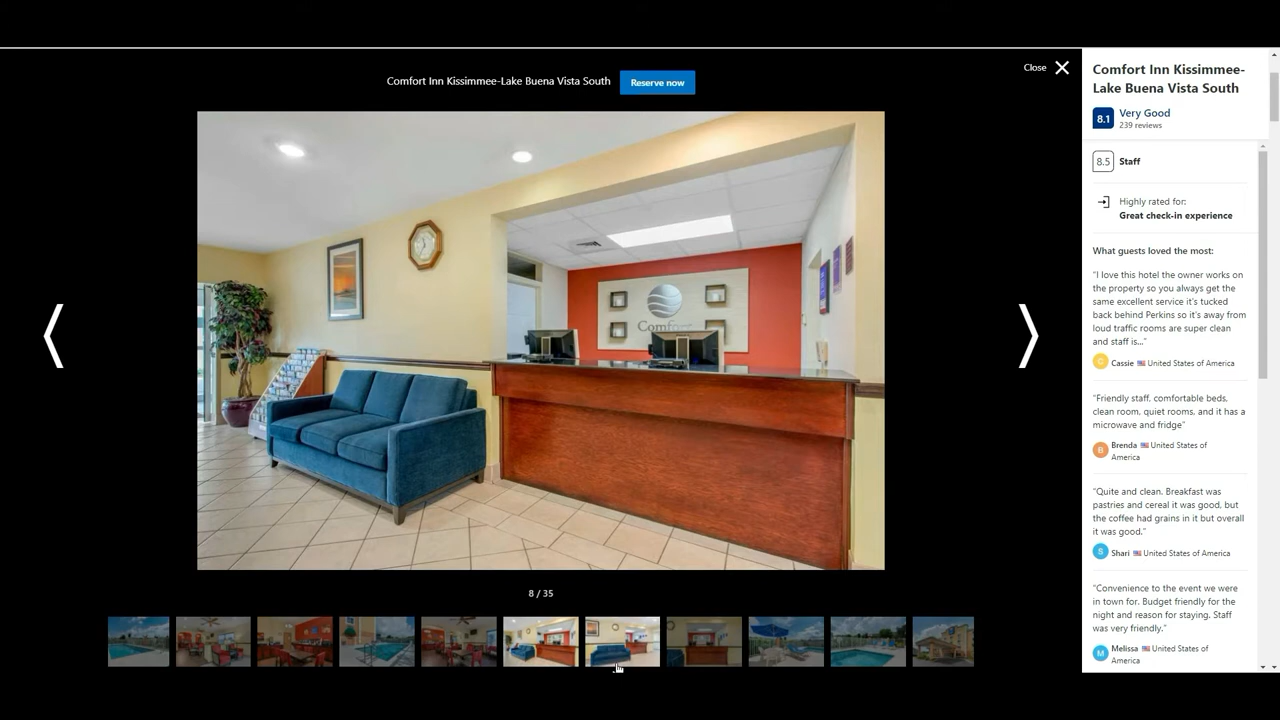 Close
Comfort Inn Kissimmee-Lake Buena Vista South
Reserve now
Comfort
8 / 35
Comfort Inn Kissimmee-
Lake Buena Vista South
8.1
Very Good
239 reviews
8.5
Staff
Highly rated for:
Great check-in experience
What guests loved the most:
"I love this hotel the owner works on
the property so you always get the
same excellent service it's tucked
back behind Perkins so it's away from
loud traffic rooms are super clean
and staff is..."
C
Cassie
United States of America
"Friendly staff, comfortable beds,
clean room, quiet rooms, and it has a
microwave and fridge"
B
Brenda
United States of
America
"Quite and clean. Breakfast was
pastries and cereal it was good, but
the coffee had grains in it but overall
it was good."
S
Shari
United States of America
"Convenience to the event we were
in town for. Budget friendly for the
night and reason for staying. Staff
was very friendly."
M
Melissa
United States of
America